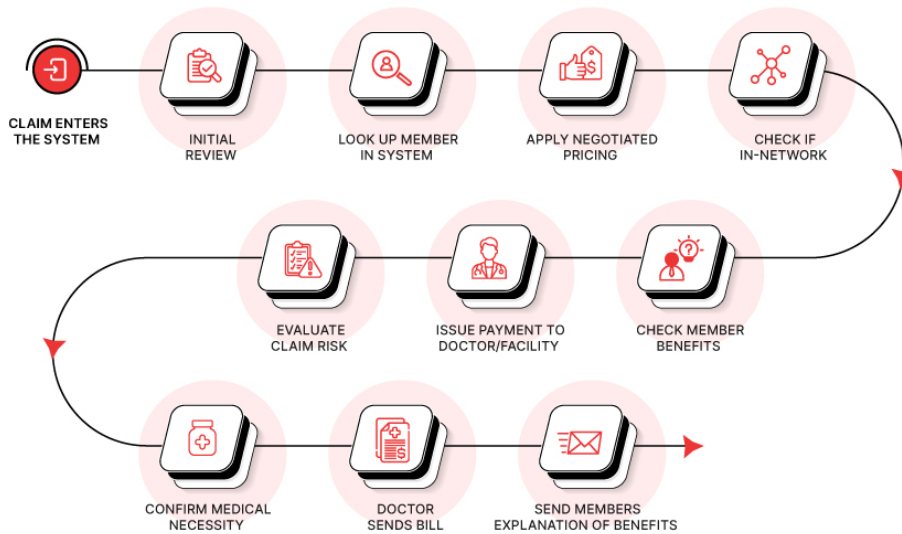 CLAIM ENTERS
THE SYSTEM
INITIAL
REVIEW
LOOK UP MEMBER
IN SYSTEM
APPLY NEGOTIATED
PRICING
CHECK IF
IN-NETWORK
CHECK MEMBER
BENEFITS
ISSUE PAYMENT TO
DOCTOR/FACILITY
EVALUATE
CLAIM RISK
CONFIRM MEDICAL
NECESSITY
DOCTOR
SENDS BILL
SEND MEMBERS
EXPLANATION OF BENEFITS